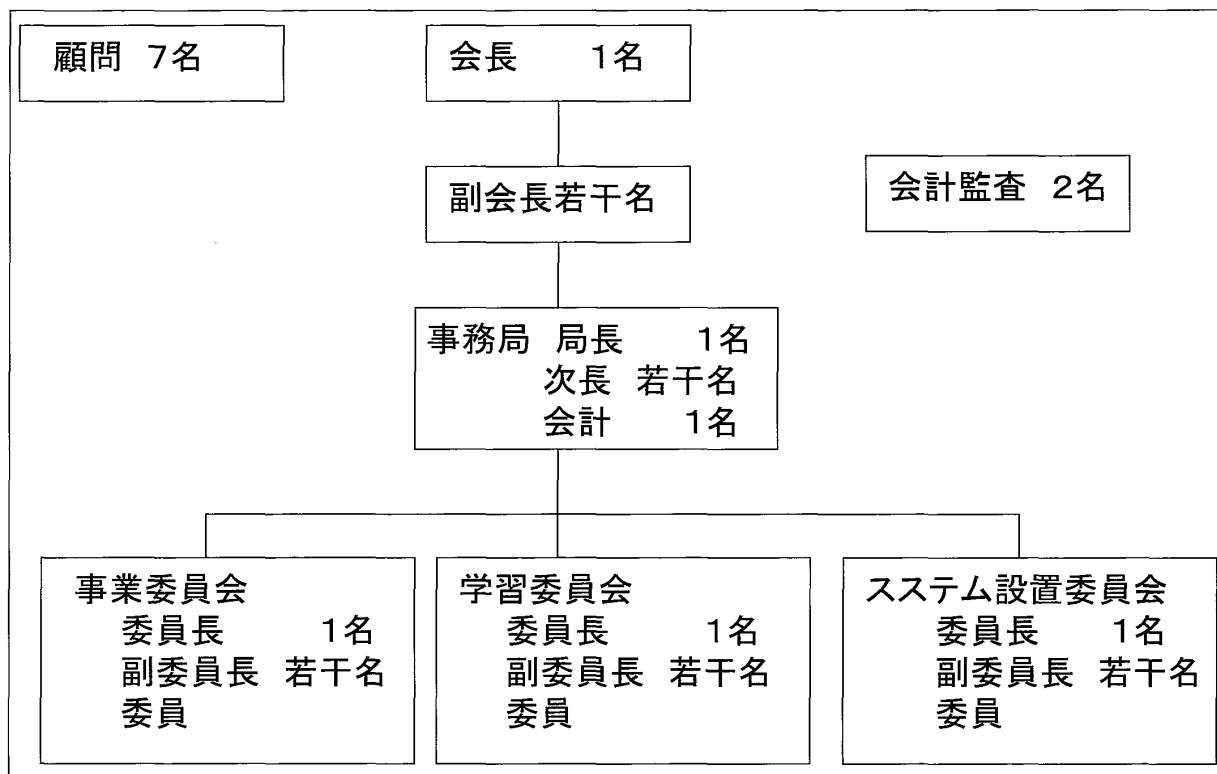 顧問 7名
会長 1名
副会長若干名
会計監査 2名
事務局 局長 1名
次長 若干名
会計 1名
事業委員会
委員長 1名
副委員長 若干名
委員
学習委員会
委員長 1名
副委員長 若干名
委員
スステム設置委員会
委員長 1名
副委員長 若干名
委員